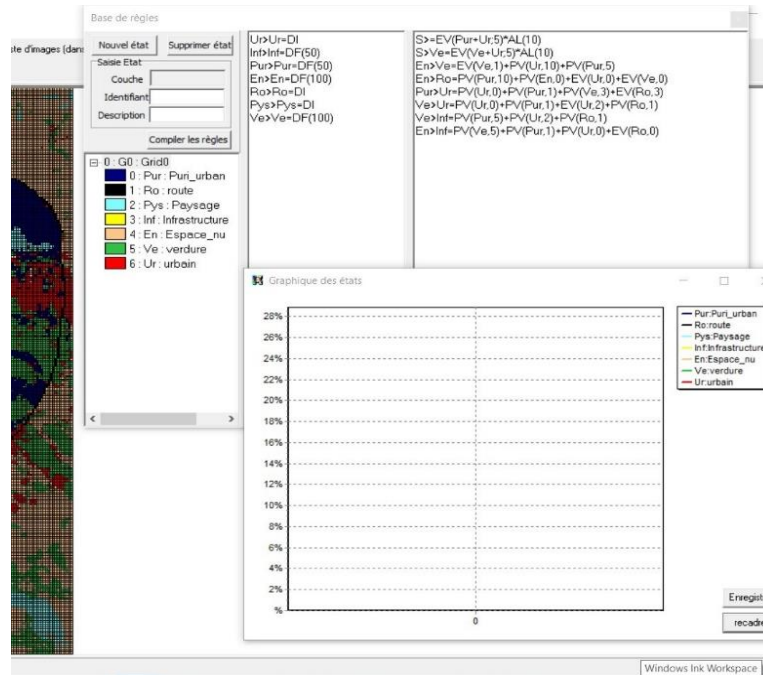 Base de règles
ste d'images (dans
Nouvel état
Supprimer état
Saisie Etat
Couche
Identifiant
Description
Compiler les règles
0 : G0 : Grid0
0 : Pur : Puri_urban
1 : Ro : route
2 : Pys : Paysage
3 : Inf : Infrastructure
4 : En : Espace_nu
5 : Ve : verdure
6 : Ur : urbain
Ur>Ur=DI
Inf>Inf=DF(50)
Pur>Pur=DF(50)
En>En=DF(100)
Ro>Ro=DI
Pys>Pys=DI
Ve>Ve=DF(100)
S>=EV(Pur+Ur;5)*AL(10)
S>Ve=EV(Ve+Ur;5)*AL(10)
En>Ve=EV(Ve,1)+PV(Ur,10)+PV(Pur,5)
En>Ro=PV(Pur,10)+PV(En,0)+EV(Ur,0)+EV(Ve,0)
Pur>Ur=PV(Ur,0)+PV(Pur,1)+PV(Ve,3)+EV(Ro,3)
Ve>Ur=PV(Ur,0)+PV(Pur,1)+EV(Ur,2)+PV(Ro,1)
Ve>Inf=PV(Pur,5)+PV(Ur,2)+PV(Ro,1)
En>Inf=PV(Ve,5)+PV(Pur,1)+PV(Ur,0)+EV(Ro,0)
Graphique des états
28%
26%
24%
22%
20%
18%
16%
14%
12%
10%
8%
6%
4%
2%
%
0
Pur:Puri_urban
Ro:route
Pys:Paysage
Inf:Infrastructure
En:Espace_nu
Ve:verdure
Ur:urbain
Enregist
recadre
Windows Ink Workspace